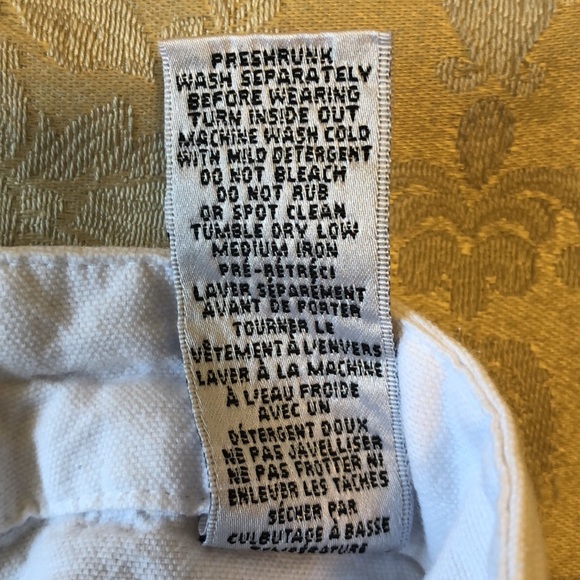 PRESHRUNK
WASH SEPARATELY
BEFORE WEARING
TURN INSIDE OUT
MACHINE WASH COLD
WITH MILD DETERGENT
DO NOT BLEACH
DO NOT RUB
OR SPOT CLEAN
TUMBLE DRY LOW
MEDIUM IRON
PRÉ-RÉTRÉCI
LAVER SÉPARÉMENT
AVANT DE PORTER
TOURNER LE
VÊTEMENT À L'ENVERS
LAVER À LA MACHINE
À L'EAU FROIDE
AVEC UN
DÉTERGENT DOUX
NE PAS JAVELLISER
NE PAS FROTTER NI
ENLEVER LES TACHES
SÉCHER PAR
CULBUTAGE À BASSE
TEMPÉRATURE